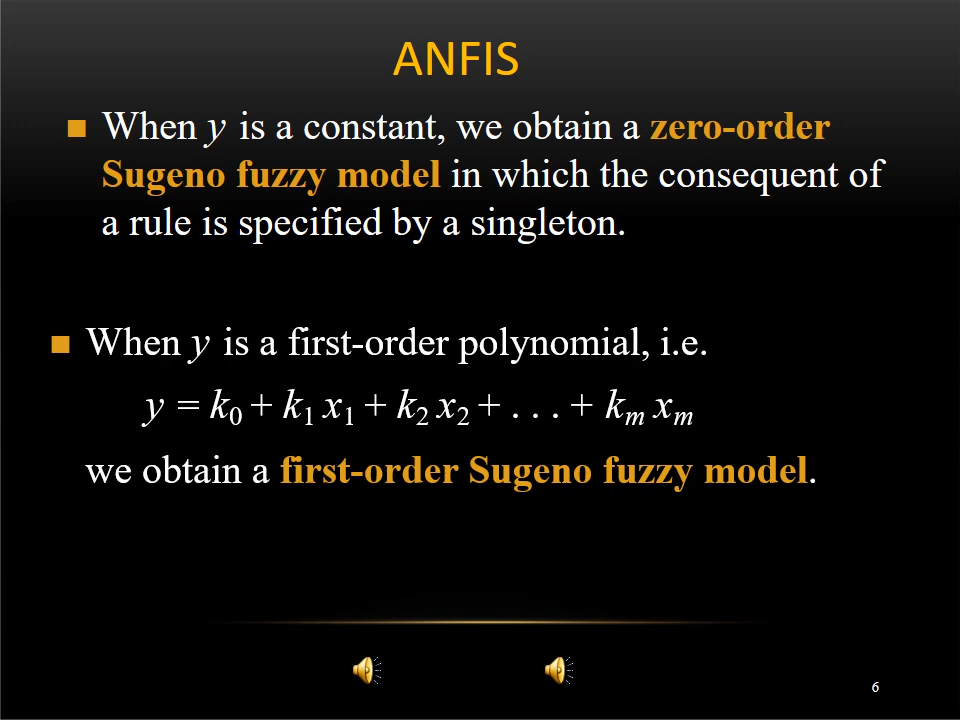 ANFIS
■ When y is a constant, we obtain a zero-order
Sugeno fuzzy model in which the consequent of
a rule is specified by a singleton.
■ When y is a first-order polynomial, i.e.
y = k₀ + k₁ x₁ + k₂ x₂ + . . . + kₘ xₘ
we obtain a first-order Sugeno fuzzy model.
6